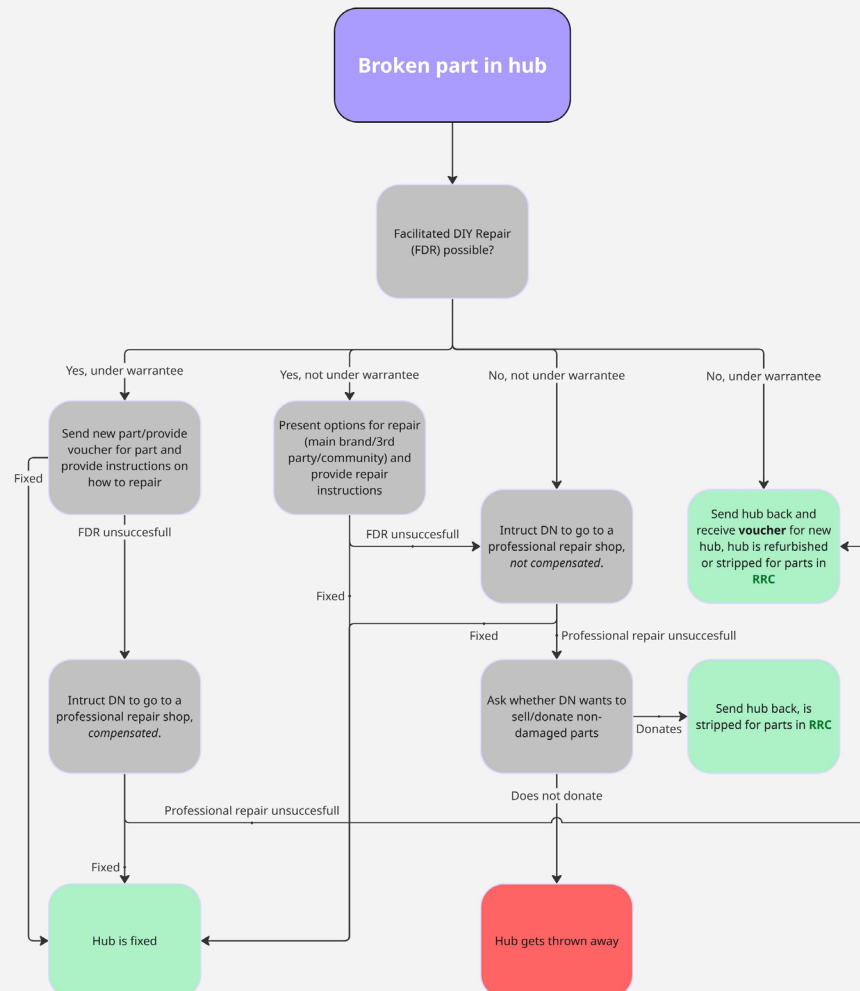 Broken part in hub
Facilitated DIY Repair
(FDR) possible?
Yes, under warrantee
Yes, not under warrantee
No, not under warrantee
No, under warrantee
Send new part/provide
voucher for part and
provide instructions on
how to repair
Present options for repair
(main brand/3rd
party/community) and
provide repair
instructions
Fixed
FDR unsuccesfull
FDR unsuccesfull
Intruct DN to go to a
professional repair shop,
not compensated.
Send hub back and
receive voucher for new
hub, hub is refurbished
or stripped for parts in
RRC
Fixed
Fixed
Professional repair unsuccesfull
Intruct DN to go to a
professional repair shop,
compensated.
Ask whether DN wants to
sell/donate non-
damaged parts
Donates
Send hub back, is
stripped for parts in RRC
Does not donate
Professional repair unsuccesfull
Fixed
Hub is fixed
Hub gets thrown away